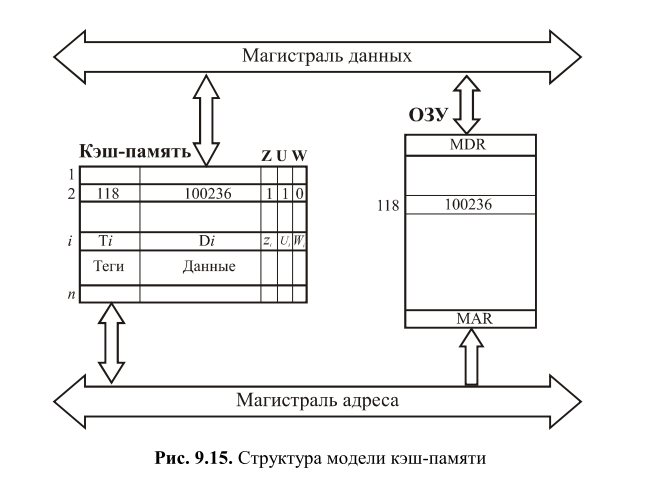 Магистраль данных
ОЗУ
Кэш-память Z U W
MDR
1
2 118 100236 1 1 0
118 100236
i Ti Di Zi Ui Wi
Теги Данные
n
MAR
Магистраль адреса
Рис. 9.15. Структура модели кэш-памяти